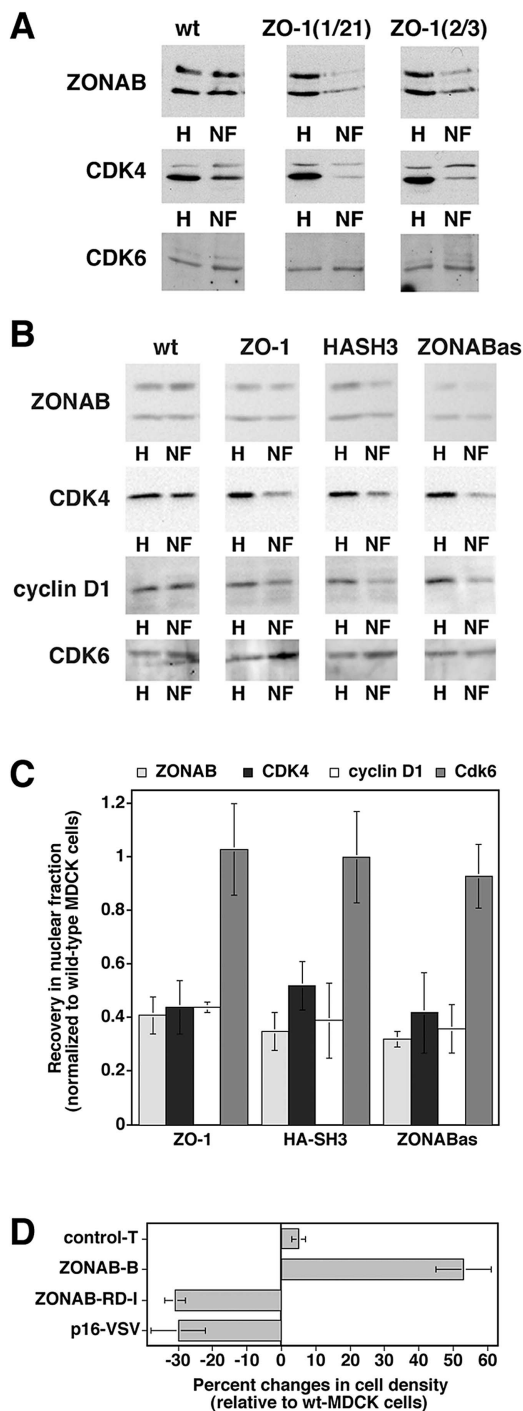 A
wt ZO-1(1/21) ZO-1(2/3)
ZONAB
H NF H NF H NF
CDK4
H NF H NF H NF
CDK6
B
wt ZO-1 HASH3 ZONABas
ZONAB
H NF H NF H NF H NF
CDK4
H NF H NF H NF H NF
cyclin D1
H NF H NF H NF H NF
CDK6
H NF H NF H NF H NF
C
ZONAB CDK4 cyclin D1 Cdk6
Recovery in nuclear fraction
(normalized to wild-type MDCK cells)
1.2
1
0.8
0.6
0.4
0.2
0
ZO-1 HA-SH3 ZONABas
D
control-T
ZONAB-B
ZONAB-RD-I
p16-VSV
-30 -20 -10 0 10 20 30 40 50 60
Percent changes in cell density
(relative to wt-MDCK cells)